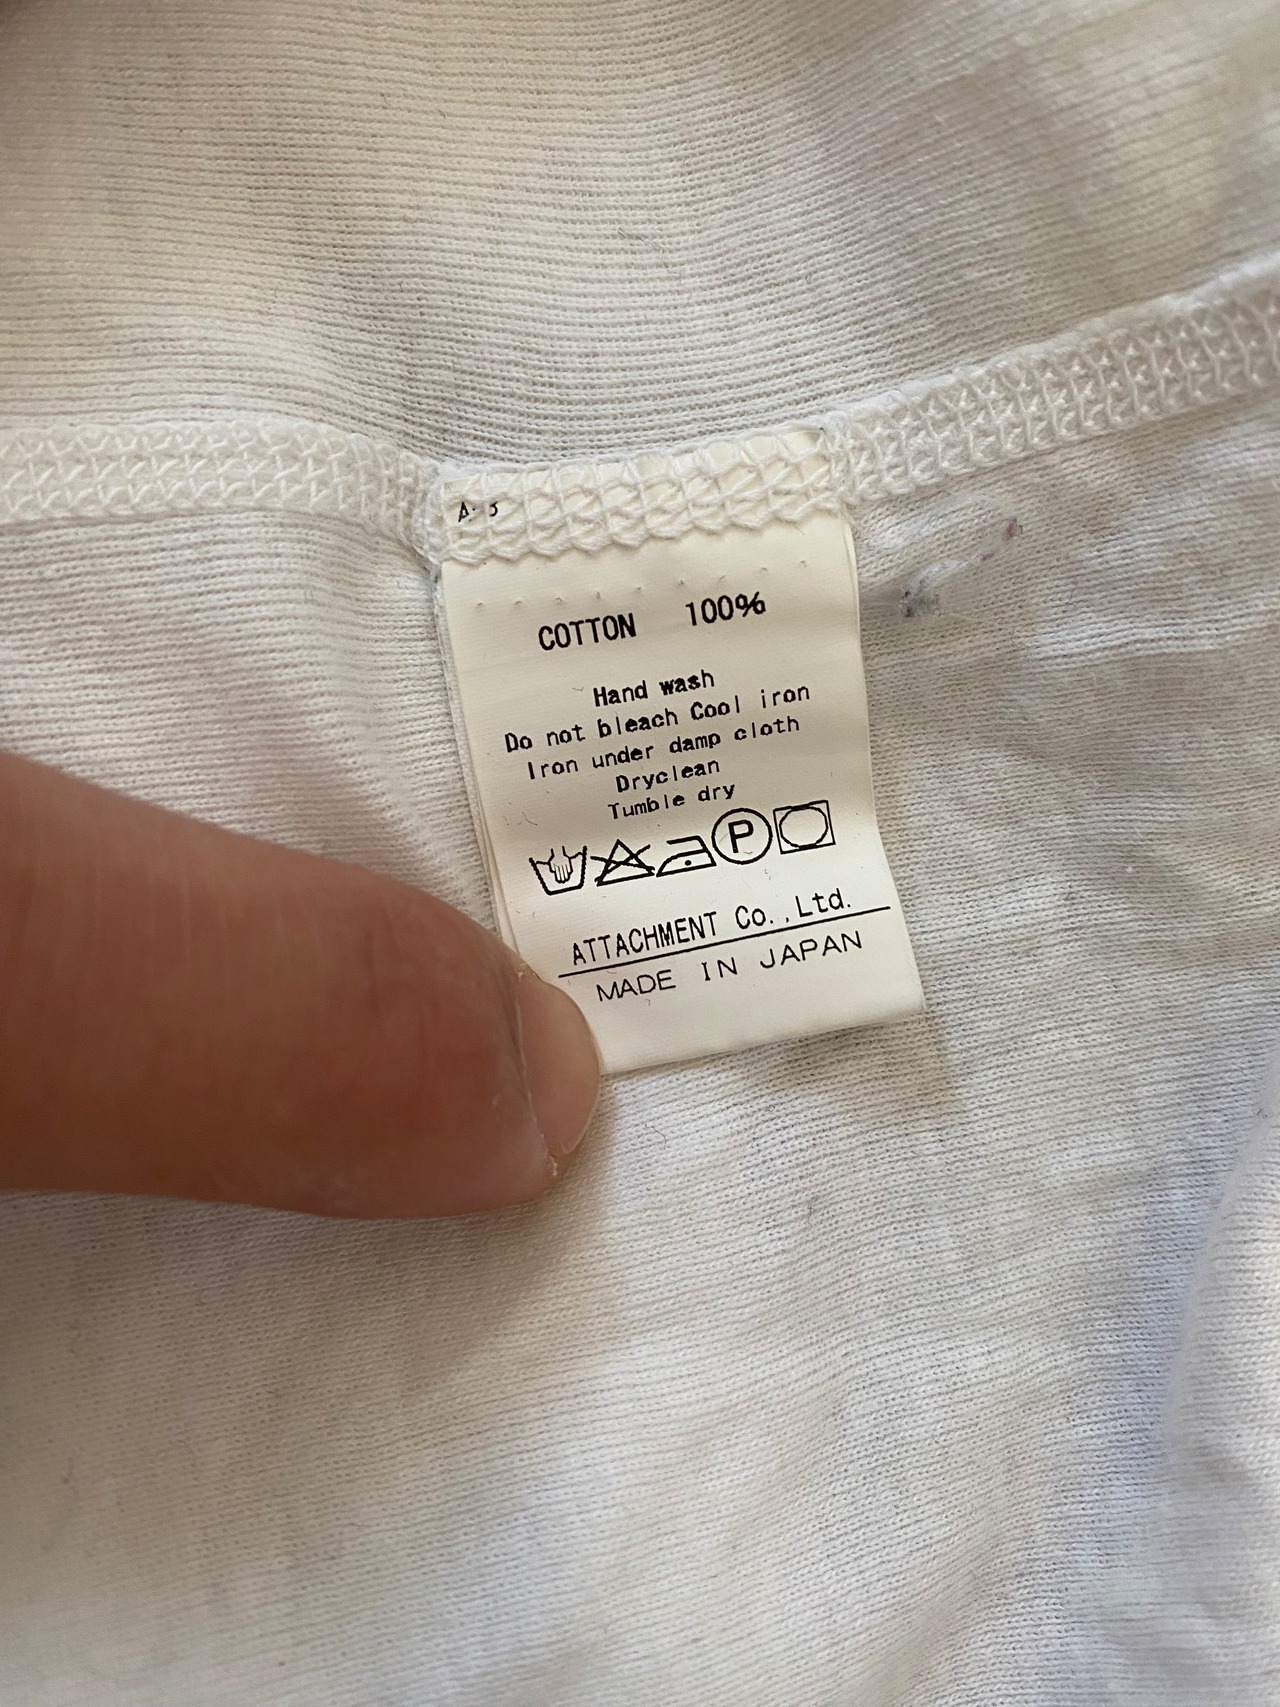 COTTON 100%
Hand wash
Do not bleach Cool iron
Iron under damp cloth
Dryclean
Tumble dry
P
ATTACHMENT Co.,Ltd.
MADE IN JAPAN